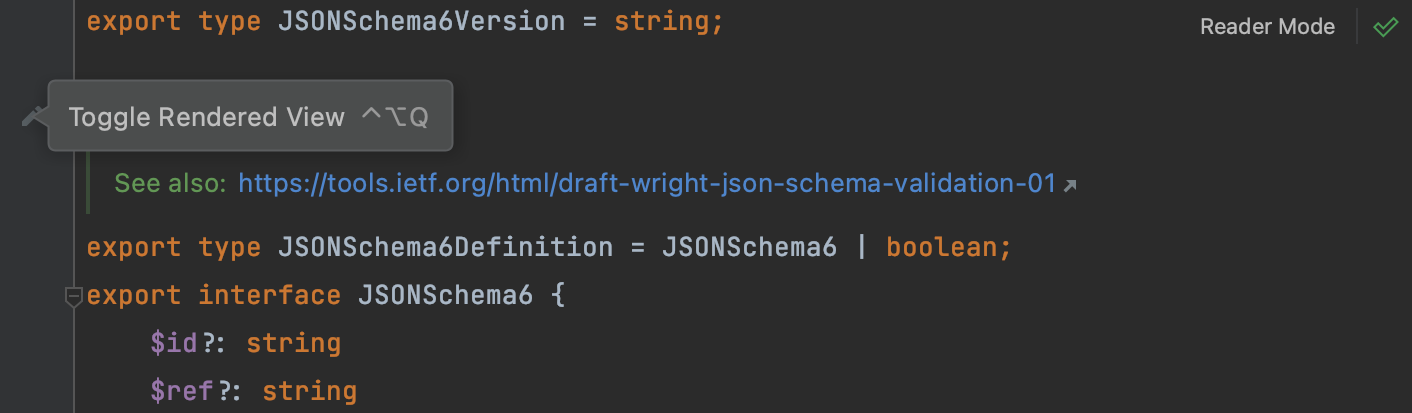 export type JSONSchema6Version = string;
Reader Mode
Toggle Rendered View ⌃⌥Q
See also: https://tools.ietf.org/html/draft-wright-json-schema-validation-01
export type JSONSchema6Definition = JSONSchema6 | boolean;
export interface JSONSchema6 {
$id?: string
$ref?: string